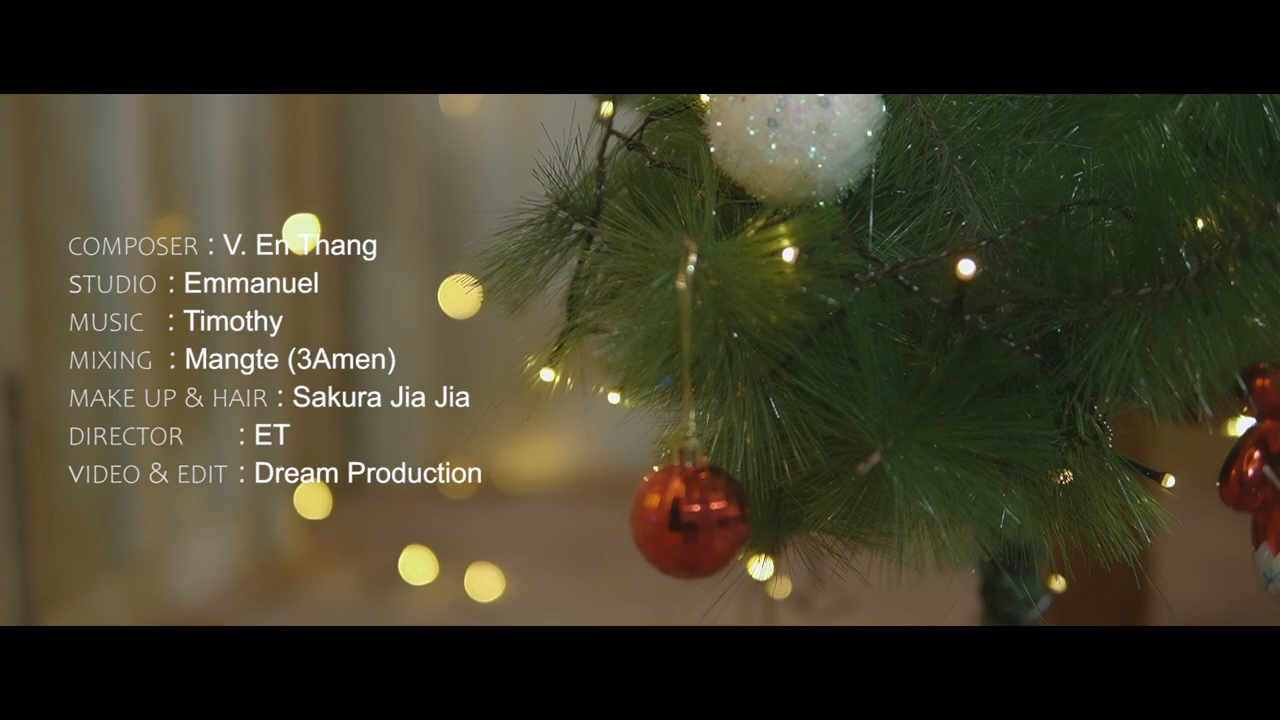 COMPOSER : V. En Thang
STUDIO : Emmanuel
MUSIC : Timothy
MIXING : Mangte (3Amen)
MAKE UP & HAIR : Sakura Jia Jia
DIRECTOR : ET
VIDEO & EDIT : Dream Production